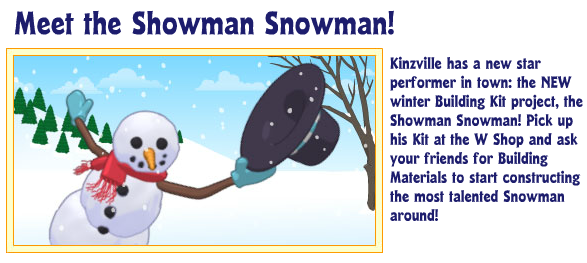 Meet the Showman Snowman!
Kinzville has a new star
performer in town: the NEW
winter Building Kit project, the
Showman Snowman! Pick up
his Kit at the W Shop and ask
your friends for Building
Materials to start constructing
the most talented Snowman
around!